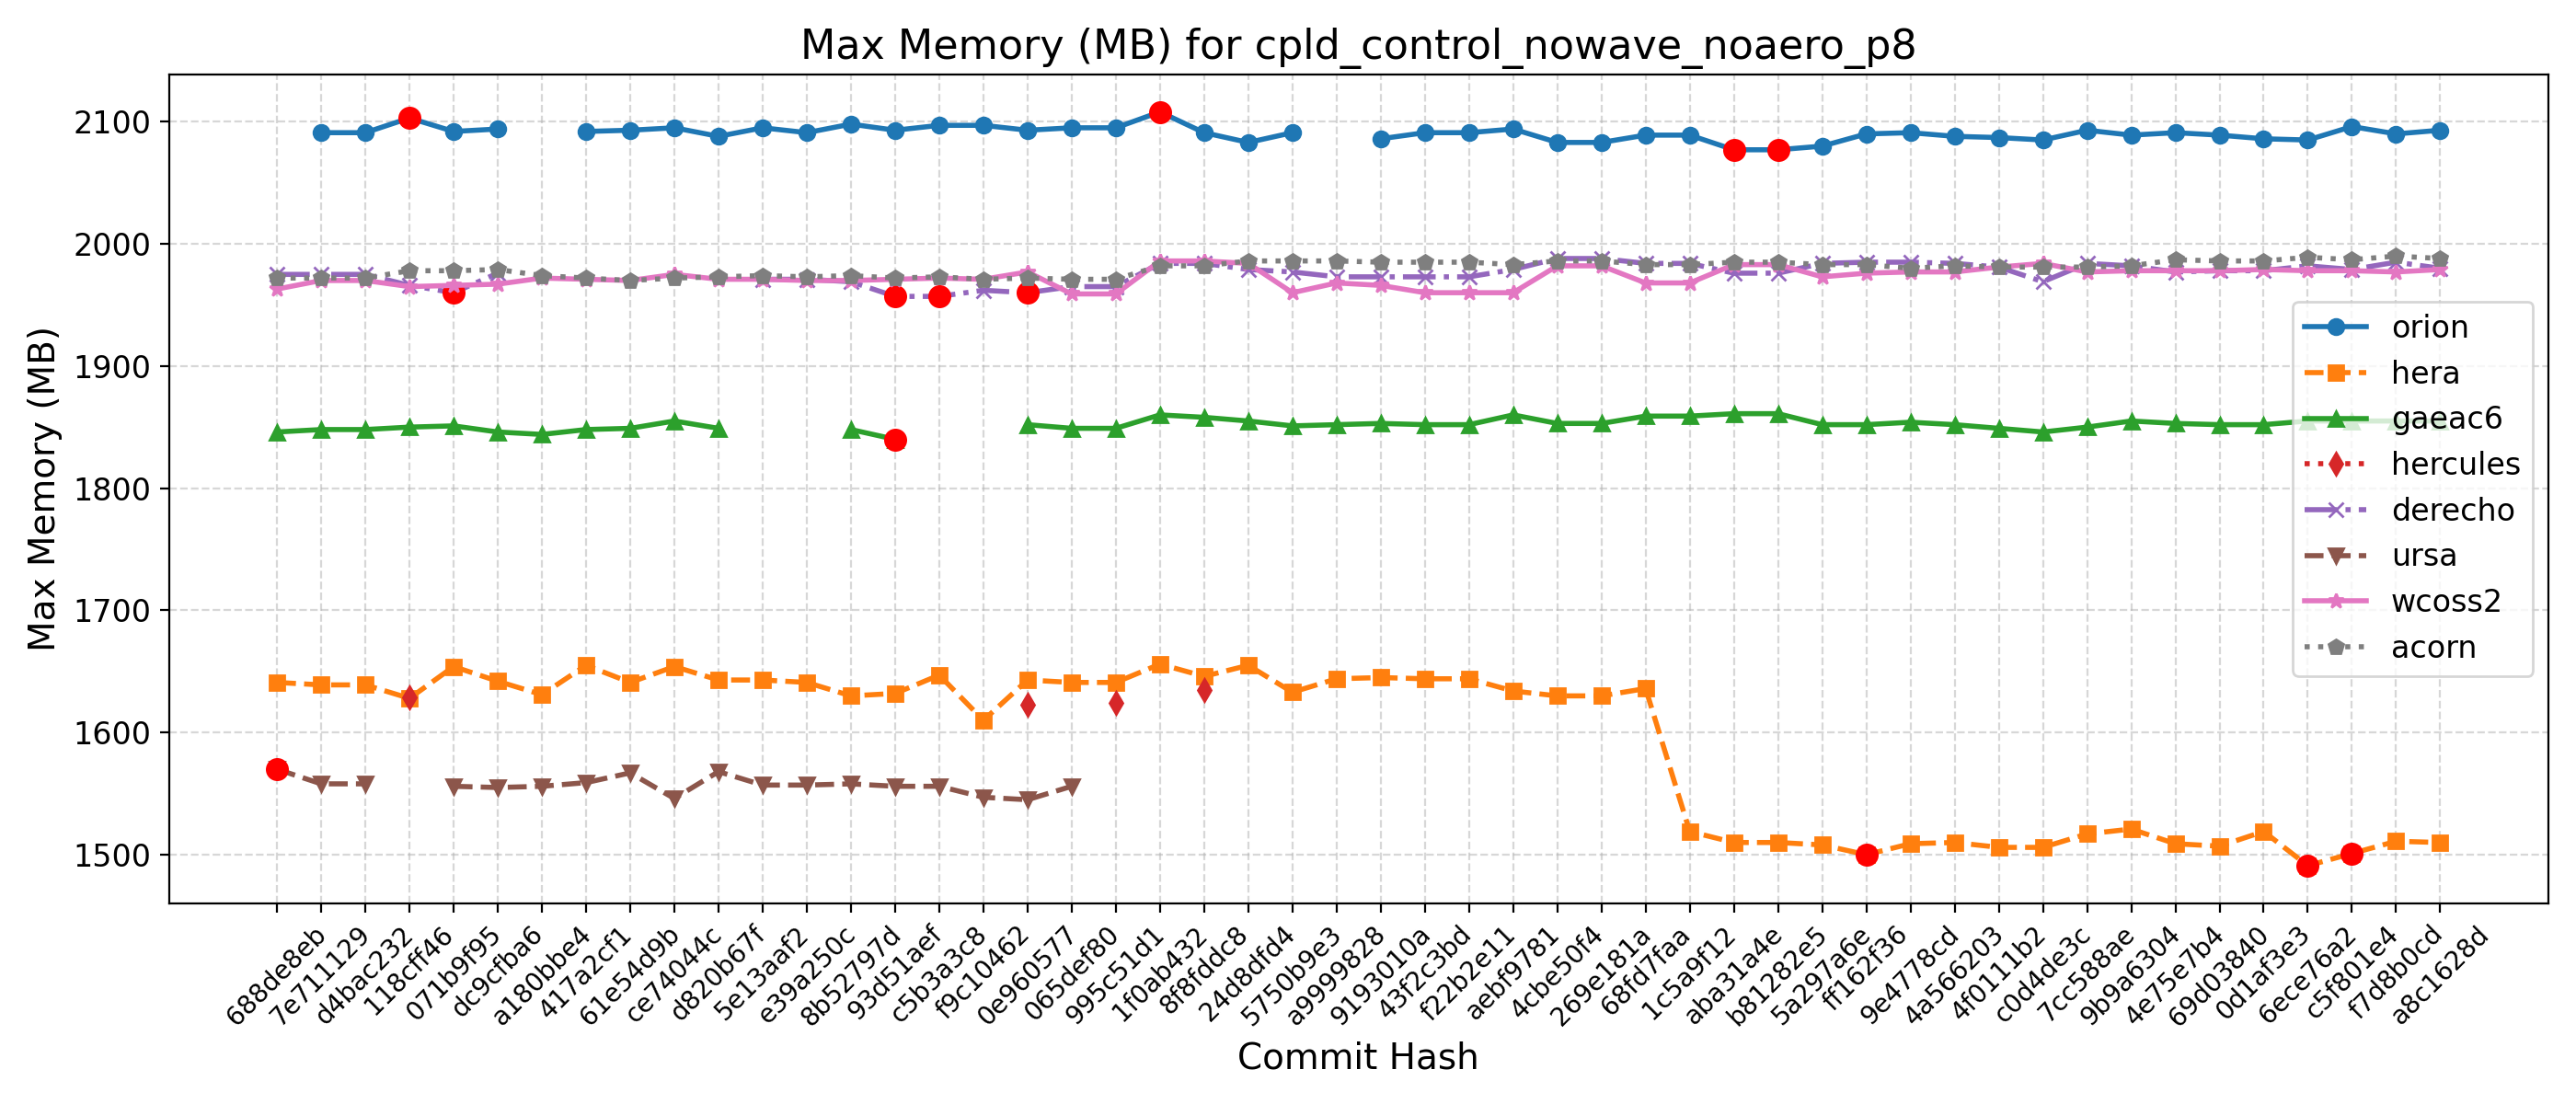 Max Memory (MB) for cpld_control_nowave_noaero_p8
Max Memory (MB)
2100
2000
1900
1800
1700
1600
1500
orion
hera
gaeac6
hercules
derecho
ursa
wcoss2
acorn
688de8eb
7e711129
d4bac232
118cff46
071b9f95
dc9cfba6
a180bbe4
417a2cf1
61e54d9b
ce74044c
d820b67f
5e13aaf2
e39a250c
8b52797d
93d51aef
c5b3a3c8
f9c10462
0e960577
065def80
995c51d1
1f0ab432
8f8fddc8
24d8dfd4
5750b9e3
a9999828
9193010a
43f2c3bd
f22b2e11
aebf9781
4cbe50f4
269e181a
68fd7faa
1c5a9f12
aba31a4e
b81282e5
5a297a6e
ff162f36
9e4778cd
4a566203
4f0111b2
c0d4de3c
7cc588ae
9b9a6304
4e75e7b4
69d03840
0d1af3e3
6ece76a2
c5f801e4
f7d8b0cd
a8c1628d
Commit Hash